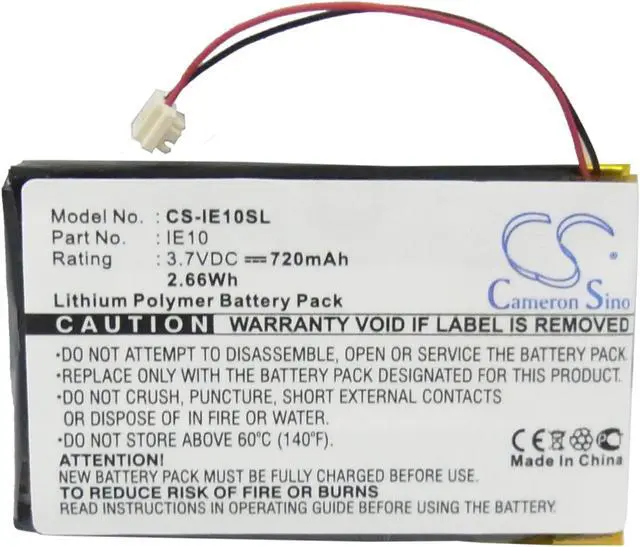 Model No. : CS-IE10SL
Part No. : IE10
Rating : 3.7VDC ⎓720mAh
2.66Wh
Lithium Polymer Battery Pack
CS
Cameron Sino
CAUTION WARRANTY VOID IF LABEL IS REMOVED
•DO NOT ATTEMPT TO DISASSEMBLE, OPEN OR SERVICE THE BATTERY PACK.
•REPLACE ONLY WITH THE BATTERY DESIGNATED FOR THIS PRODUCT.
•DO NOT CRUSH, PUNCTURE, SHORT EXTERNAL CONTACTS
OR DISPOSE OF IN FIRE OR WATER.
•DO NOT STORE ABOVE 60°C (140°F).
CE
Made In China
ATTENTION!
NEW BATTERY PACK MUST BE FULLY CHARGED BEFORE USE.
TO REDUCE RISK OF FIRE OR BURNS
READ INSTRUCTIONS IN OPERATING GUIDE BEFORE USING THE BATTERY.